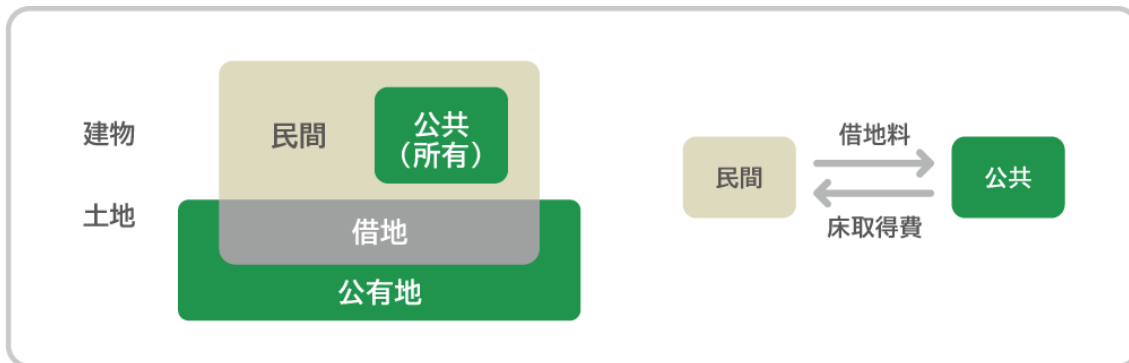 建物
民間
公共
（所有）
土地
借地
公有地
民間
借地料
公共
床取得費